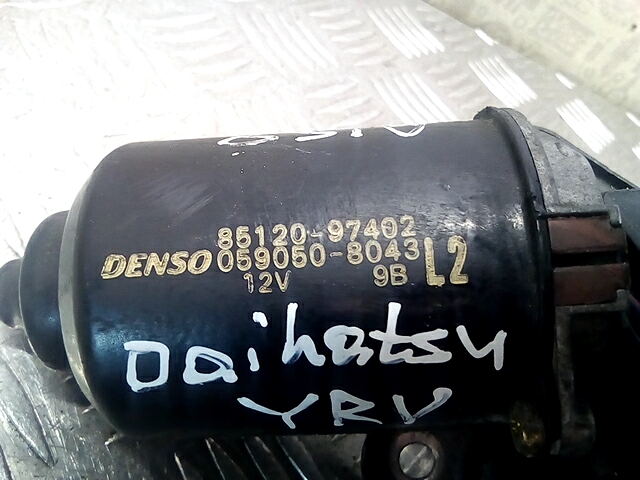 85120-97402
DENSO 059050-8043 L2
12V 9B
Daihatsu
YRV